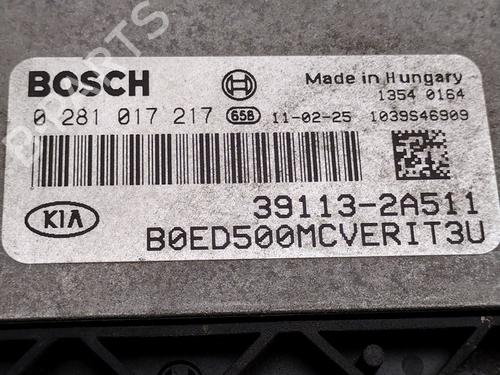 BOSCH
Made in Hungary
1354 0164
0 281 017 217 658 11-02-25 1039S46909
39113-2A511
KIA
B0ED500MCVERIT3U